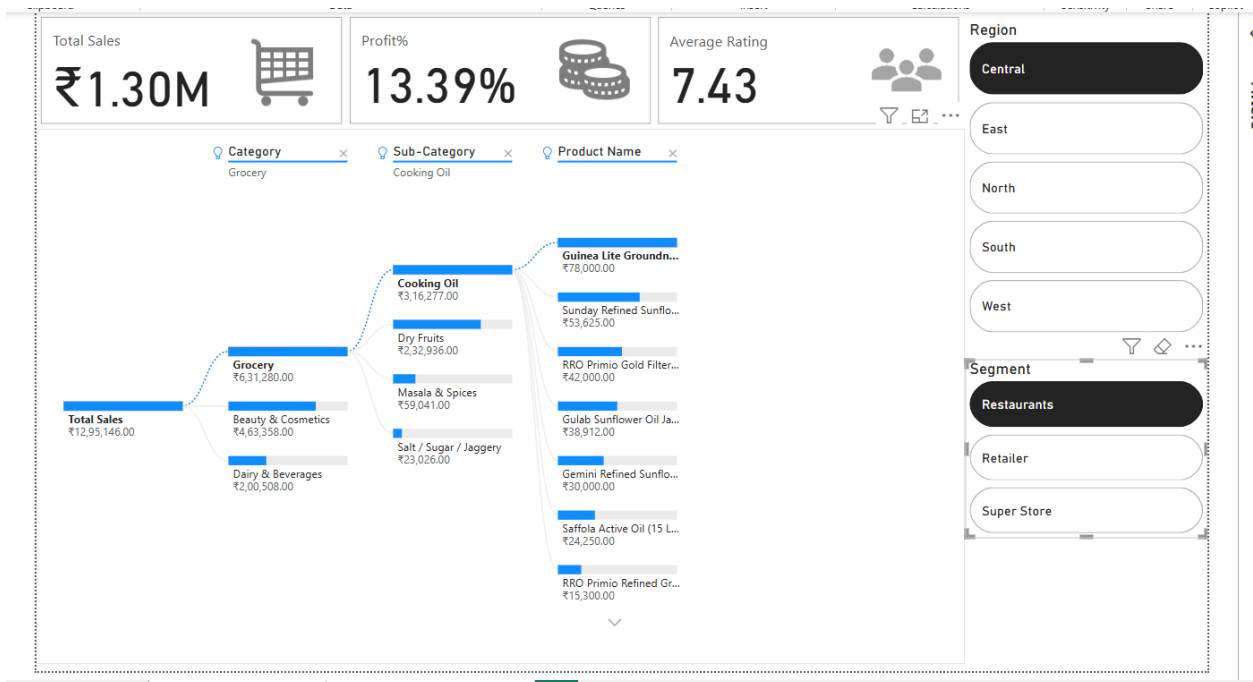 Total Sales
₹1.30M
Profit%
13.39%
Average Rating
7.43
Region
Central
East
North
South
West
Segment
Restaurants
Retailer
Super Store
Category
Grocery
Sub-Category
Cooking Oil
Product Name
Total Sales
₹12,95,146.00
Grocery
₹6,31,280.00
Beauty & Cosmetics
₹4,63,358.00
Dairy & Beverages
₹2,00,508.00
Cooking Oil
₹3,16,277.00
Dry Fruits
₹2,32,936.00
Masala & Spices
₹59,041.00
Salt / Sugar / Jaggery
₹23,026.00
Guinea Lite Groundn...
₹78,000.00
Sunday Refined Sunflo...
₹53,625.00
RRO Primio Gold Filter...
₹42,000.00
Gulab Sunflower Oil Ja...
₹38,912.00
Gemini Refined Sunflo...
₹30,000.00
Saffola Active Oil (15 L...
₹24,250.00
RRO Primio Refined Gr...
₹15,300.00